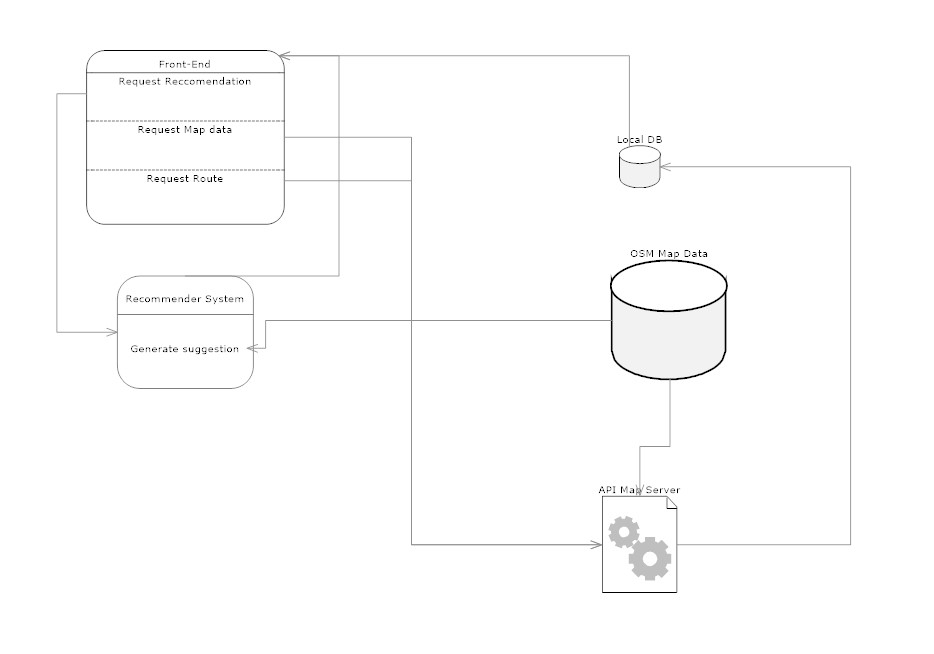 Front-End
Request Reccomendation
Request Map data
Request Route
Local DB
OSM Map Data
Recommender System
Generate suggestion
API Map Server